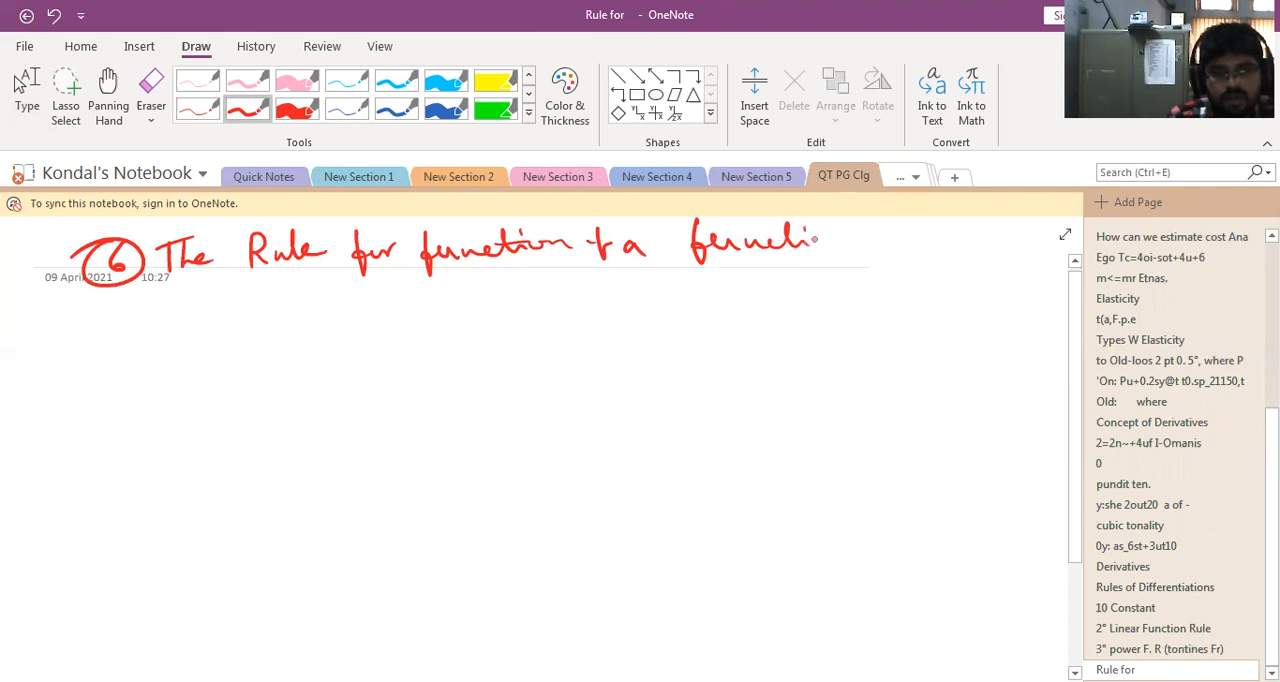 Rule for - OneNote
File Home Insert Draw History Review View
Type Lasso Select Panning Hand Eraser Color & Thickness Insert Space Delete Arrange Rotate Ink to Text Ink to Math
Tools Shapes Edit Convert
Kondal's Notebook Quick Notes New Section 1 New Section 2 New Section 3 New Section 4 New Section 5 QT PG Clg ... Search (Ctrl+E)
To sync this notebook, sign in to OneNote.
Add Page
6 The Rule for function of a functi
09 April 2021 10:27
How can we estimate cost Ana
Ego Tc=4oi-sot+4u+6
m<=mr Etnas.
Elasticity
t(a,F.p.e
Types W Elasticity
to Old-loos 2 pt 0. 5°, where P
'On: Pu+0.2sy@t t0.sp_21150,t
Old: where
Concept of Derivatives
2=2n~+4uf I-Omanis
0
pundit ten.
y:she 2out20 a of -
cubic tonality
0y: as_6st+3ut10
Derivatives
Rules of Differentiations
10 Constant
2° Linear Function Rule
3° power F. R (tontines Fr)
Rule for